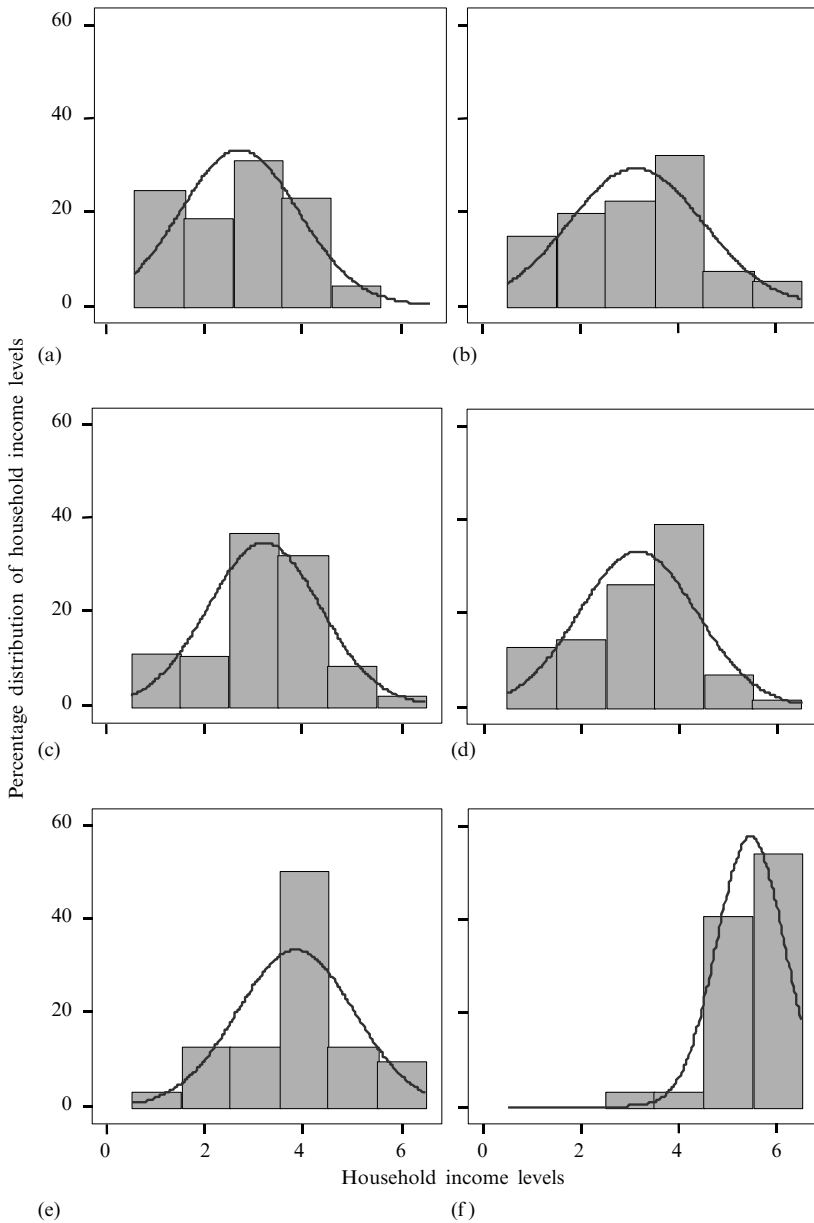 60
40
20
0
(a)
(b)
60
40
20
0
(c)
(d)
60
40
20
0
0 2 4 6
0 2 4 6
(e)
(f)
Percentage distribution of household income levels
Household income levels